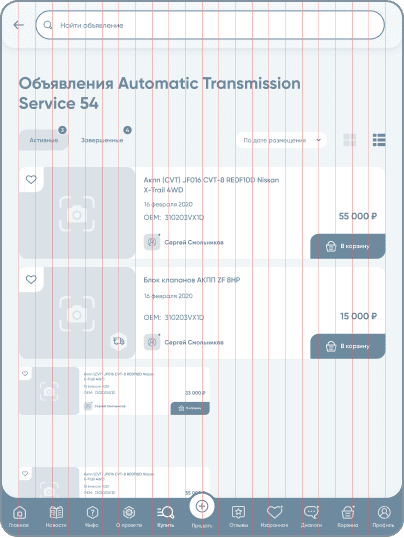 Найти объявление
Объявления Automatic Transmission
Service 54
Активные 3
Завершенные 4
По дате размещения
Акпп (CVT) JF016 CVT-8 REOF10D Nissan
X-Trail 4WD
16 февраля 2020
OEM: 310203VX1D
55 000 ₽
Сергей Смольников
В корзину
Блок клапанов АКПП ZF 8HP
16 февраля 2020
OEM: 310203VX1D
15 000 ₽
Сергей Смольников
В корзину
Акпп (CVT) JF016 CVT-8 REOF10D Nissan
X-Trail 4WD
16 февраля 2020
OEM: 310203VX1D
33 000 ₽
Сергей Смольников
В корзину
Акпп (CVT) JF016 CVT-8 REOF10D Nissan
X-Trail 4WD
16 февраля 2020
OEM: 310203VX1D
Главная
Новости
Инфо
О проекте
Купить
Продать
Отзывы
Избранное
Диалоги
Корзина
Профиль